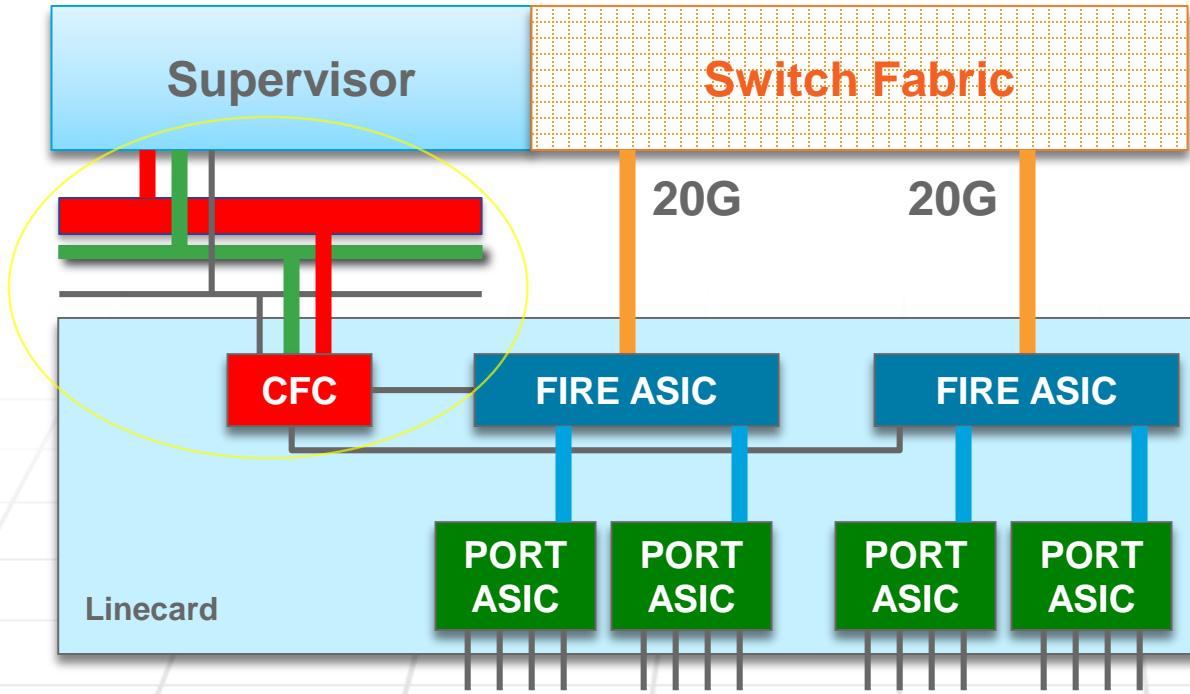 Supervisor
Switch Fabric
20G
20G
CFC
FIRE ASIC
FIRE ASIC
PORT
ASIC
PORT
ASIC
PORT
ASIC
PORT
ASIC
Linecard